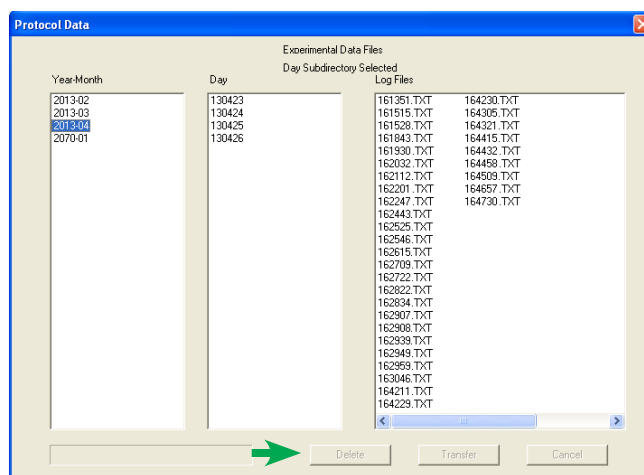 Protocol Data
Experimental Data Files
Day Subdirectory Selected
Year-Month
Day
Log Files
2013-02
2013-03
2013-04
2070-01
130423
130424
130425
130426
161351.TXT
161515.TXT
161528.TXT
161843.TXT
161930.TXT
162032.TXT
162112.TXT
162201.TXT
162247.TXT
162443.TXT
162525.TXT
162546.TXT
162615.TXT
162709.TXT
162722.TXT
162822.TXT
162834.TXT
162907.TXT
162908.TXT
162939.TXT
162949.TXT
162959.TXT
163046.TXT
164211.TXT
164229.TXT
164230.TXT
164305.TXT
164321.TXT
164415.TXT
164432.TXT
164458.TXT
164509.TXT
164657.TXT
164730.TXT
Delete
Transfer
Cancel